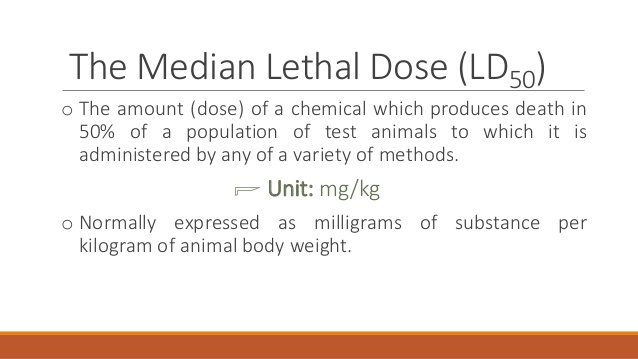 The Median Lethal Dose (LD50)
o The amount (dose) of a chemical which produces death in
50% of a population of test animals to which it is
administered by any of a variety of methods.
Unit: mg/kg
o Normally expressed as milligrams of substance per
kilogram of animal body weight.